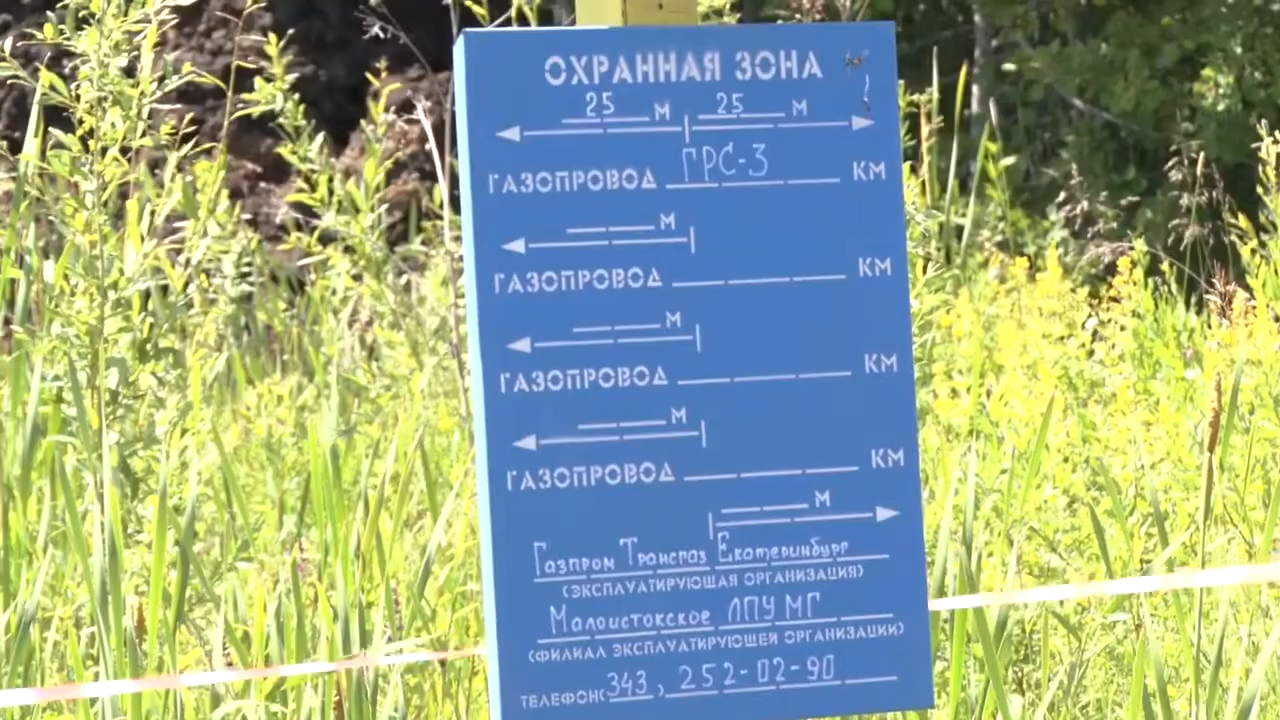 ОХРАННАЯ ЗОНА
25 М 25 М
ГАЗОПРОВОД ГРС-3 КМ
М
ГАЗОПРОВОД КМ
М
ГАЗОПРОВОД КМ
М
ГАЗОПРОВОД КМ
М
Газпром Трансгаз Екатеринбург
(ЭКСПЛУАТИРУЮЩАЯ ОРГАНИЗАЦИЯ)
Малоистокское ЛПУ МГ
(ФИЛИАЛ ЭКСПЛУАТИРУЮЩЕЙ ОРГАНИЗАЦИИ)
ТЕЛЕФОН(343, 252-02-90